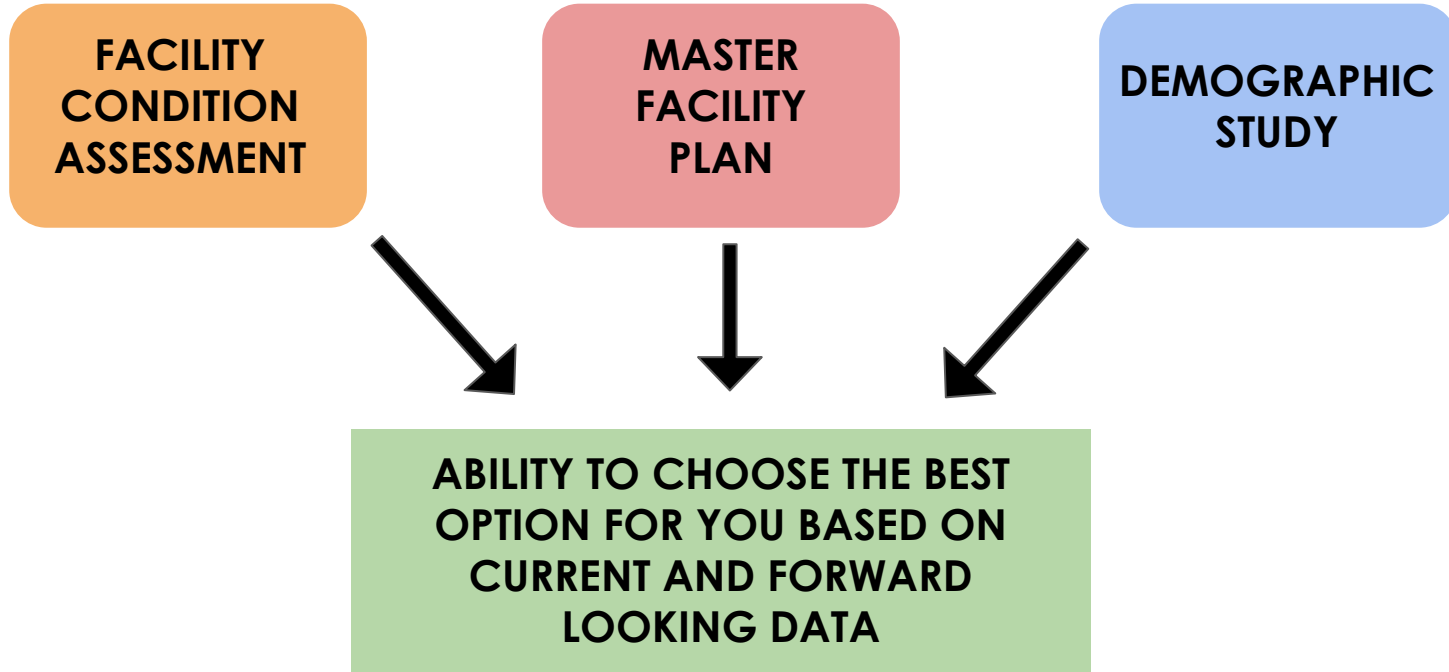 FACILITY
CONDITION
ASSESSMENT
MASTER
FACILITY
PLAN
DEMOGRAPHIC
STUDY
ABILITY TO CHOOSE THE BEST
OPTION FOR YOU BASED ON
CURRENT AND FORWARD
LOOKING DATA